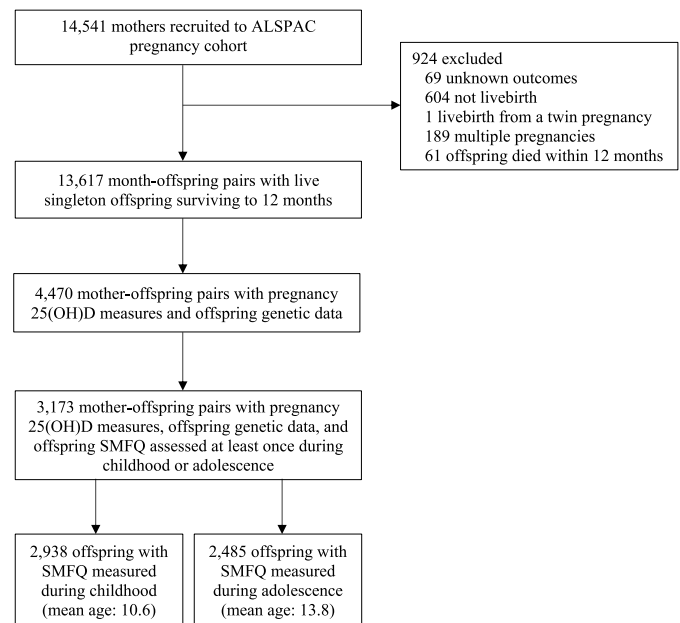 14,541 mothers recruited to ALSPAC
pregnancy cohort
924 excluded
69 unknown outcomes
604 not livebirth
1 livebirth from a twin pregnancy
189 multiple pregnancies
61 offspring died within 12 months
13,617 month-offspring pairs with live
singleton offspring surviving to 12 months
4,470 mother-offspring pairs with pregnancy
25(OH)D measures and offspring genetic data
3,173 mother-offspring pairs with pregnancy
25(OH)D measures, offspring genetic data, and
offspring SMFQ assessed at least once during
childhood or adolescence
2,938 offspring with
SMFQ measured
during childhood
(mean age: 10.6)
2,485 offspring with
SMFQ measured
during adolescence
(mean age: 13.8)